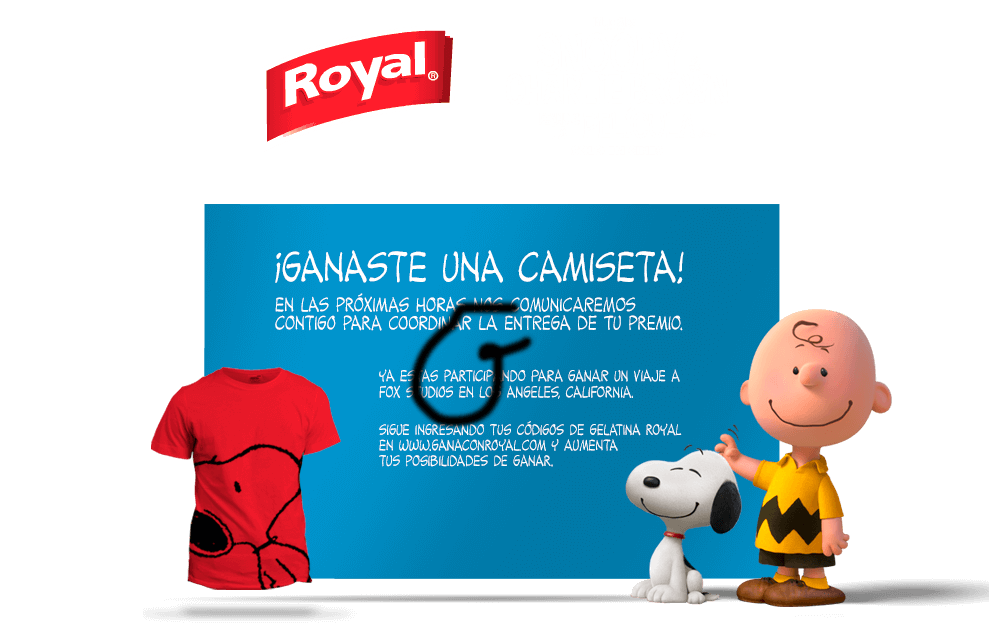 Royal®
¡GANASTE UNA CAMISETA!
EN LAS PRÓXIMAS HORAS NOS COMUNICAREMOS
CONTIGO PARA COORDINAR LA ENTREGA DE TU PREMIO.
YA ESTAS PARTICIPANDO PARA GANAR UN VIAJE A
FOX STUDIOS EN LOS ANGELES, CALIFORNIA.
SIGUE INGRESANDO TUS CÓDIGOS DE GELATINA ROYAL
EN WWW.GANACONROYAL.COM Y AUMENTA
TUS POSIBILIDADES DE GANAR.
G